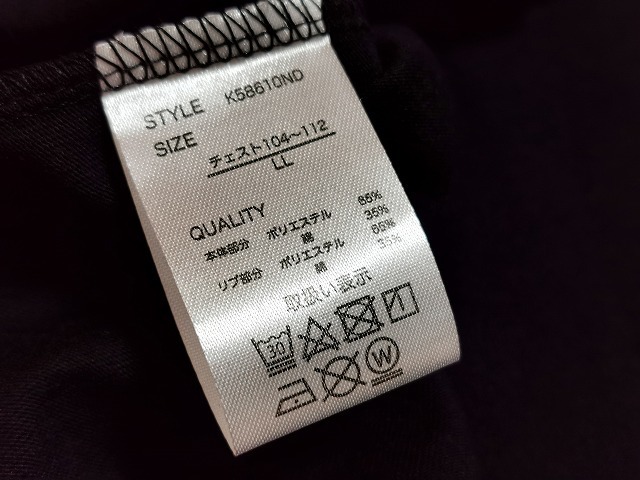 STYLE K58610ND
SIZE
チェスト104～112
LL
QUALITY
本体部分 ポリエステル 65%
綿 35%
リブ部分 ポリエステル 65%
綿 35%
取扱い表示
30
W